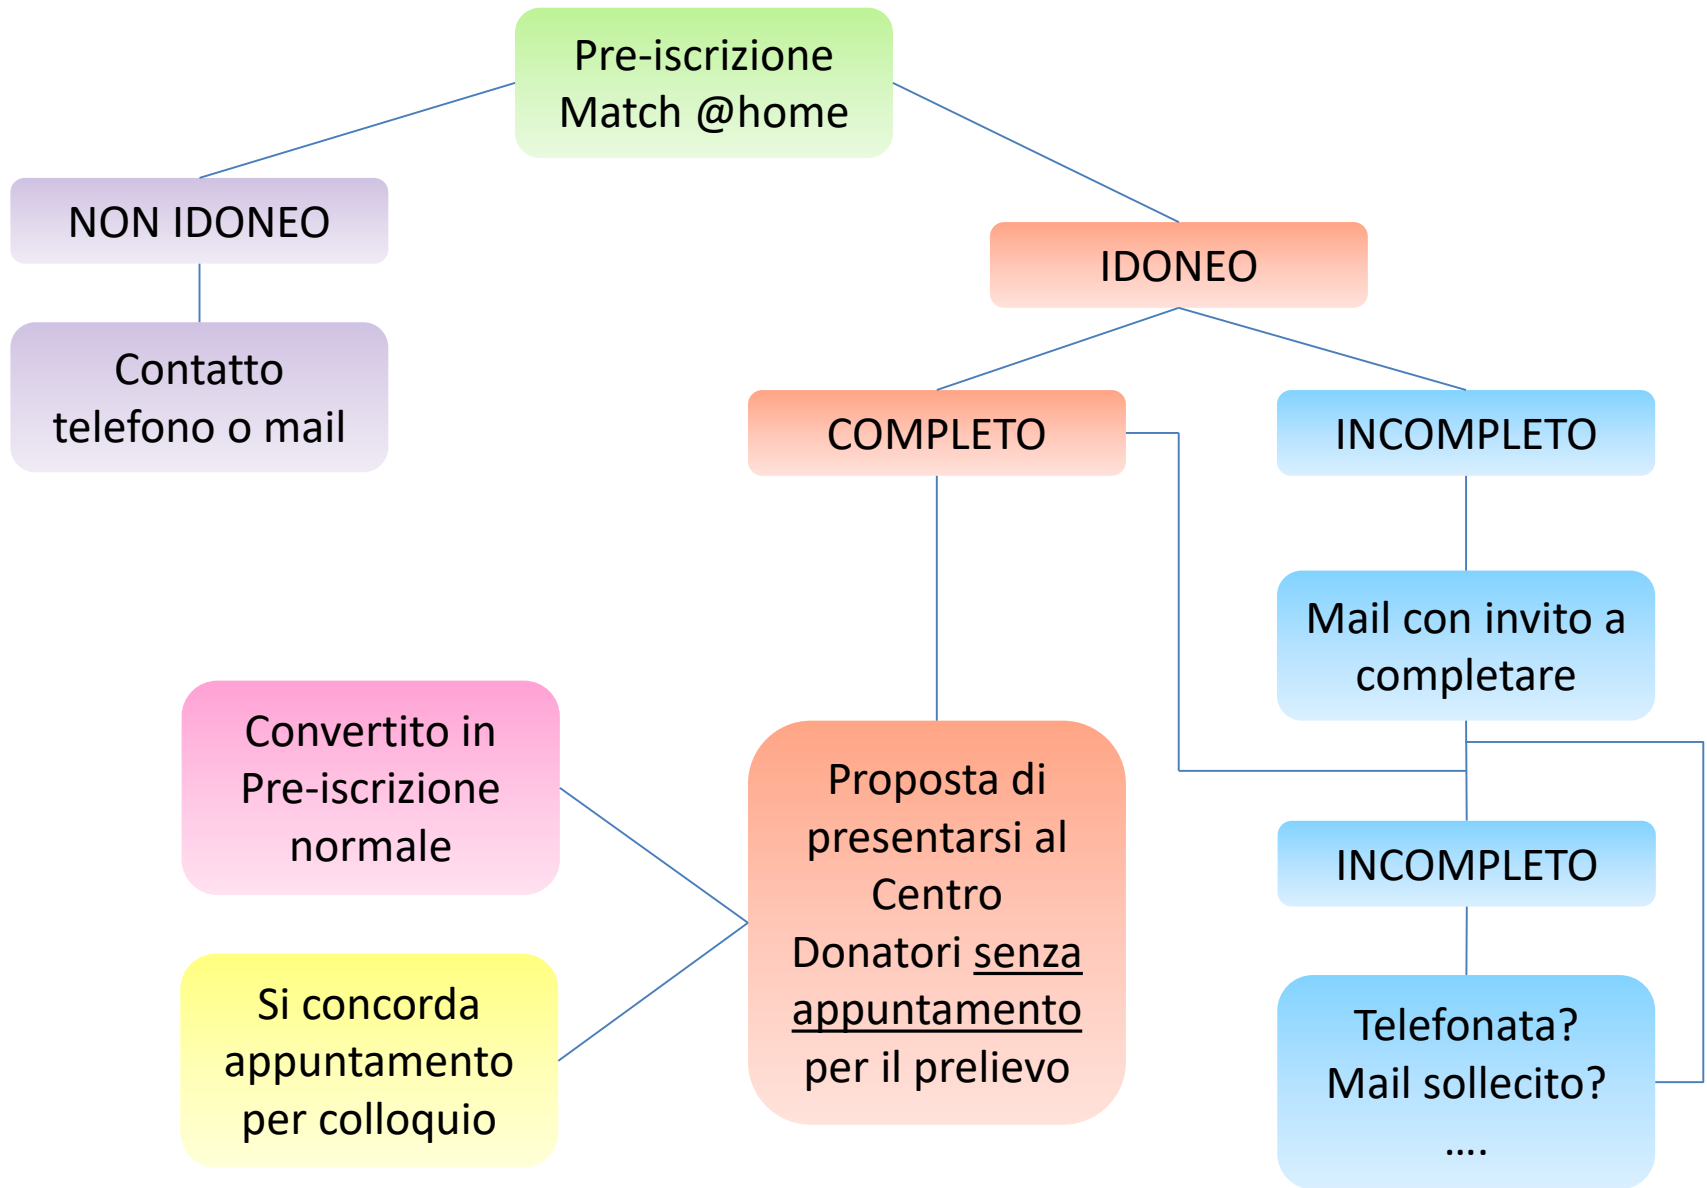 Pre-iscrizione
Match @home
NON IDONEO
IDONEO
Contatto
telefono o mail
COMPLETO
INCOMPLETO
Mail con invito a
completare
Convertito in
Pre-iscrizione
normale
Proposta di
presentarsi al
Centro
Donatori senza
appuntamento
per il prelievo
INCOMPLETO
Si concorda
appuntamento
per colloquio
Telefonata?
Mail sollecito?
….